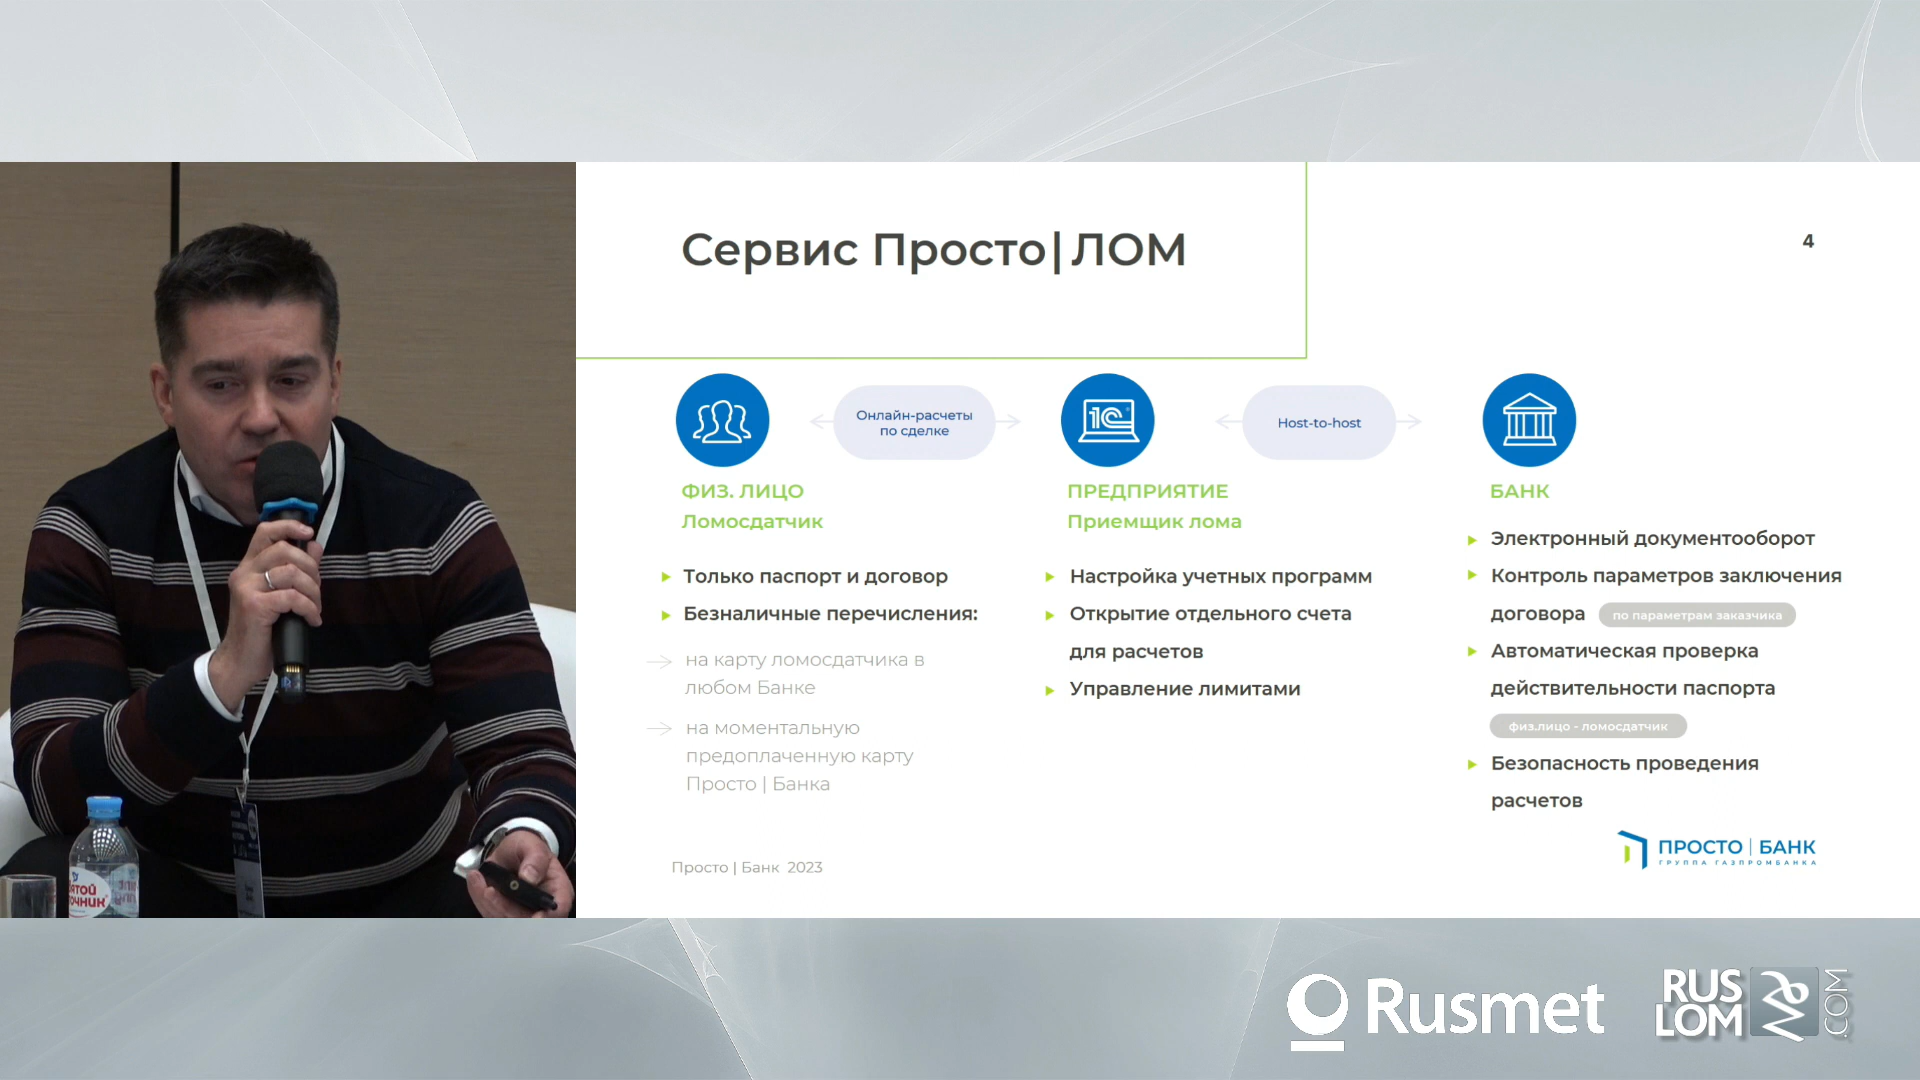 Сервис Просто|ЛОМ
4
Онлайн-расчеты
по сделке
1С
Host-to-host
ФИЗ. ЛИЦО
Ломосдатчик
Только паспорт и договор
Безналичные перечисления:
на карту ломосдатчика в
любом Банке
на моментальную
предоплаченную карту
Просто | Банка
ПРЕДПРИЯТИЕ
Приемщик лома
Настройка учетных программ
Открытие отдельного счета
для расчетов
Управление лимитами
БАНК
Электронный документооборот
Контроль параметров заключения
договора по параметрам заказчика
Автоматическая проверка
действительности паспорта
физ.лицо - ломосдатчик
Безопасность проведения
расчетов
Просто | Банк 2023
ПРОСТО | БАНК
ГРУППА ГАЗПРОМБАНКА
Rusmet
RUS
LOM
.COM